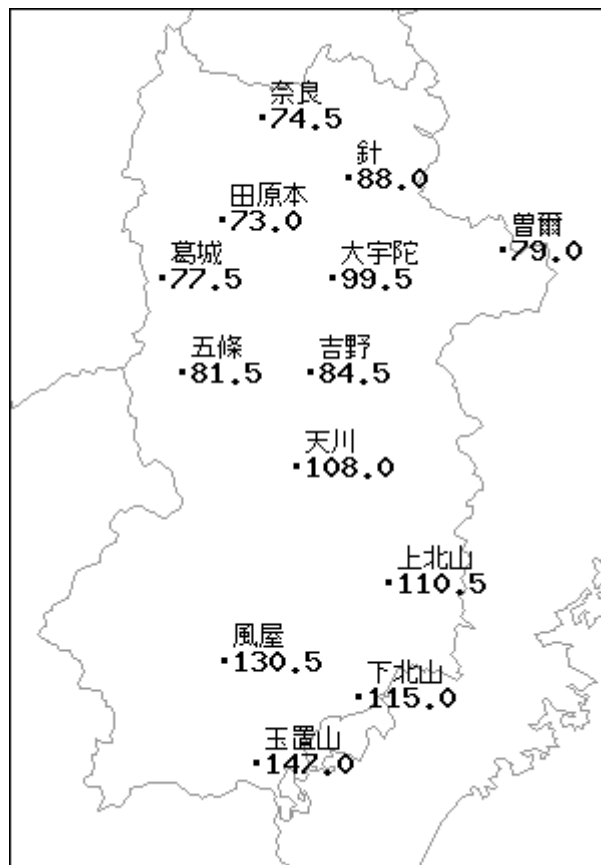 奈良
74.5
針
88.0
田原本
73.0
曽爾
79.0
葛城
77.5
大宇陀
99.5
五條
81.5
吉野
84.5
天川
108.0
上北山
110.5
風屋
130.5
下北山
115.0
玉置山
147.0